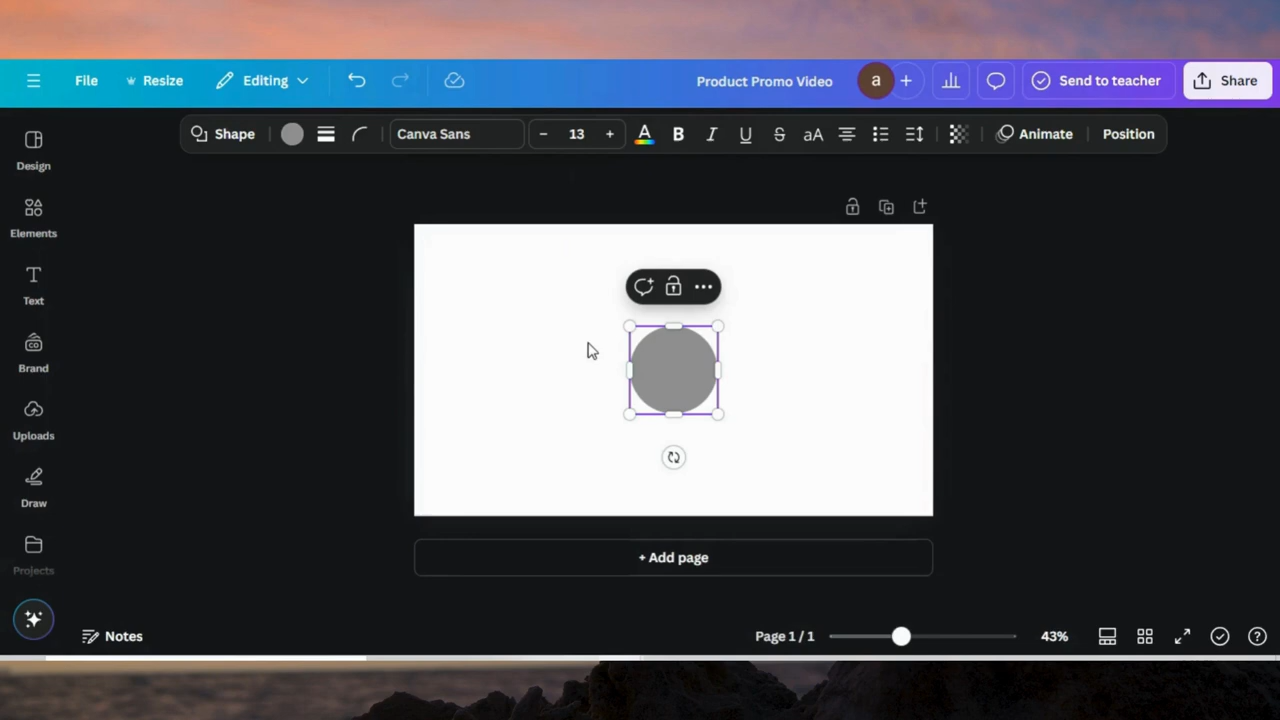 File
Resize
Editing
Product Promo Video
a
+
Send to teacher
Share
Shape
Canva Sans
− 13 +
A
B
I
U
S
aA
Animate
Position
Design
Elements
Text
Brand
Uploads
Draw
Projects
+ Add page
Notes
Page 1 / 1
43%